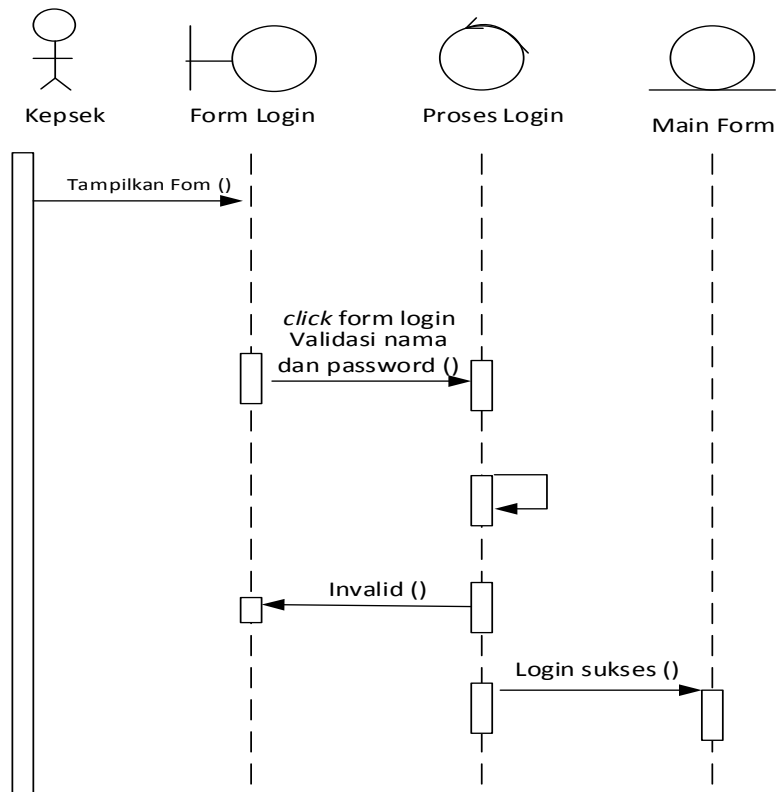 Kepsek
Form Login
Proses Login
Main Form
Tampilkan Fom ()
click form login
Validasi nama
dan password ()
Invalid ()
Login sukses ()